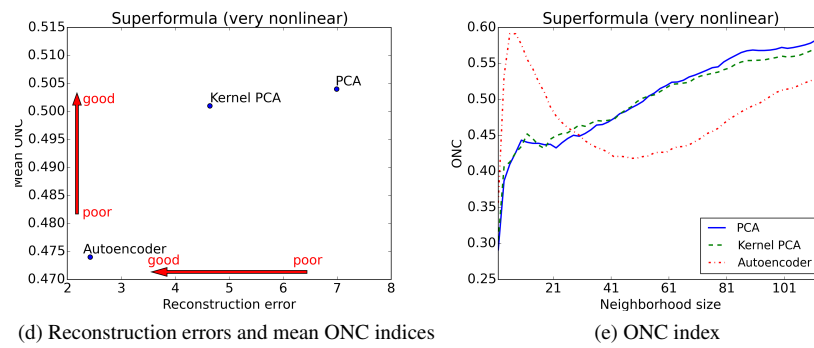 Superformula (very nonlinear)
0.515
0.510
0.505
0.500
0.495
0.490
0.485
0.480
0.475
0.470
Mean ONC
PCA
Kernel PCA
good
poor
Autoencoder
good poor
2 3 4 5 6 7 8
Reconstruction error
(d) Reconstruction errors and mean ONC indices
Superformula (very nonlinear)
0.60
0.55
0.50
0.45
0.40
0.35
0.30
0.25
ONC
PCA
Kernel PCA
Autoencoder
21 41 61 81 101
Neighborhood size
(e) ONC index